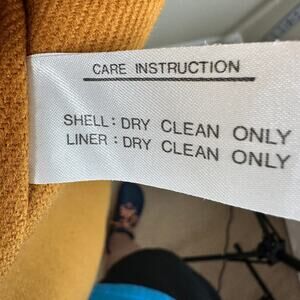 CARE INSTRUCTION
SHELL: DRY CLEAN ONLY
LINER: DRY CLEAN ONLY